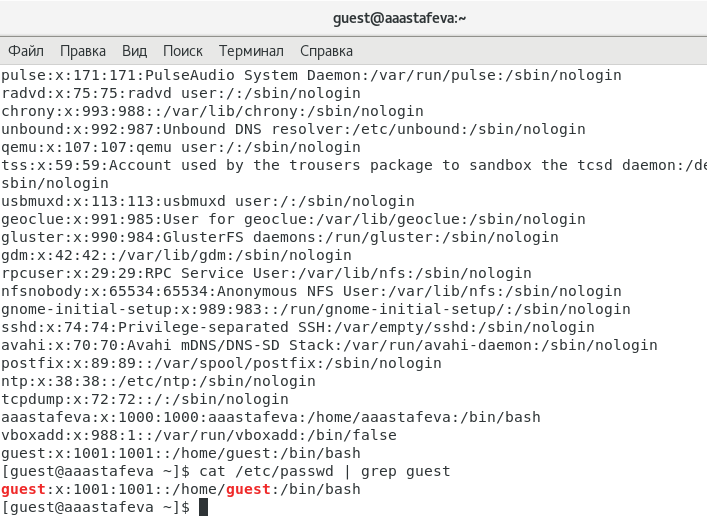 guest@aaastafeva:~
Файл Правка Вид Поиск Терминал Справка
pulse:x:171:171:PulseAudio System Daemon:/var/run/pulse:/sbin/nologin
radvd:x:75:75:radvd user:/:/sbin/nologin
chrony:x:993:988::/var/lib/chrony:/sbin/nologin
unbound:x:992:987:Unbound DNS resolver:/etc/unbound:/sbin/nologin
qemu:x:107:107:qemu user:/:/sbin/nologin
tss:x:59:59:Account used by the trousers package to sandbox the tcsd daemon:/de
sbin/nologin
usbmuxd:x:113:113:usbmuxd user:/:/sbin/nologin
geoclue:x:991:985:User for geoclue:/var/lib/geoclue:/sbin/nologin
gluster:x:990:984:GlusterFS daemons:/run/gluster:/sbin/nologin
gdm:x:42:42::/var/lib/gdm:/sbin/nologin
rpcuser:x:29:29:RPC Service User:/var/lib/nfs:/sbin/nologin
nfsnobody:x:65534:65534:Anonymous NFS User:/var/lib/nfs:/sbin/nologin
gnome-initial-setup:x:989:983::/run/gnome-initial-setup/:/sbin/nologin
sshd:x:74:74:Privilege-separated SSH:/var/empty/sshd:/sbin/nologin
avahi:x:70:70:Avahi mDNS/DNS-SD Stack:/var/run/avahi-daemon:/sbin/nologin
postfix:x:89:89::/var/spool/postfix:/sbin/nologin
ntp:x:38:38::/etc/ntp:/sbin/nologin
tcpdump:x:72:72::/:/sbin/nologin
aaastafeva:x:1000:1000:aaastafeva:/home/aaastafeva:/bin/bash
vboxadd:x:988:1::/var/run/vboxadd:/bin/false
guest:x:1001:1001::/home/guest:/bin/bash
[guest@aaastafeva ~]$ cat /etc/passwd | grep guest
guest:x:1001:1001::/home/guest:/bin/bash
[guest@aaastafeva ~]$